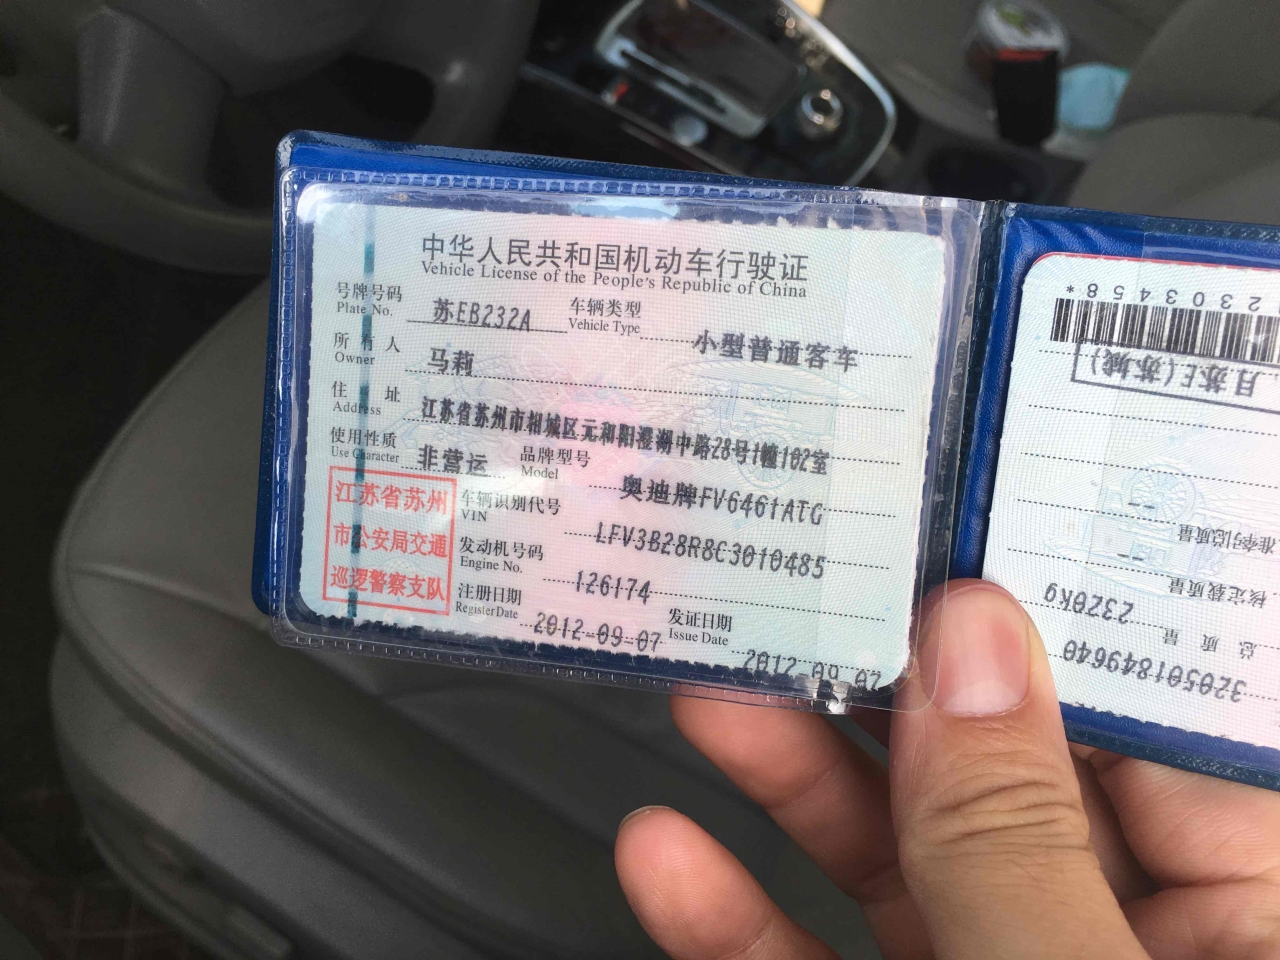 中华人民共和国机动车行驶证
Vehicle License of the People's Republic of China
号牌号码 苏EB232A 车辆类型 小型普通客车
Plate No. Vehicle Type
所有人 马莉
Owner
住址 江苏省苏州市相城区元和阳澄湖中路28号1幢102室
Address
使用性质 非营运 品牌型号 奥迪牌FV6461ATG
Use Character Model
江苏省苏州
市公安局交通
巡逻警察支队
车辆识别代号 LFV3B28R8C3010485
VIN
发动机号码 126174
Engine No.
注册日期 2012-09-07 发证日期 2012-09-07
Register Date Issue Date
320501849640
总质量 2320kg
核定载质量 --
准牵引总质量 --
月苏E(苏城)
2303458*